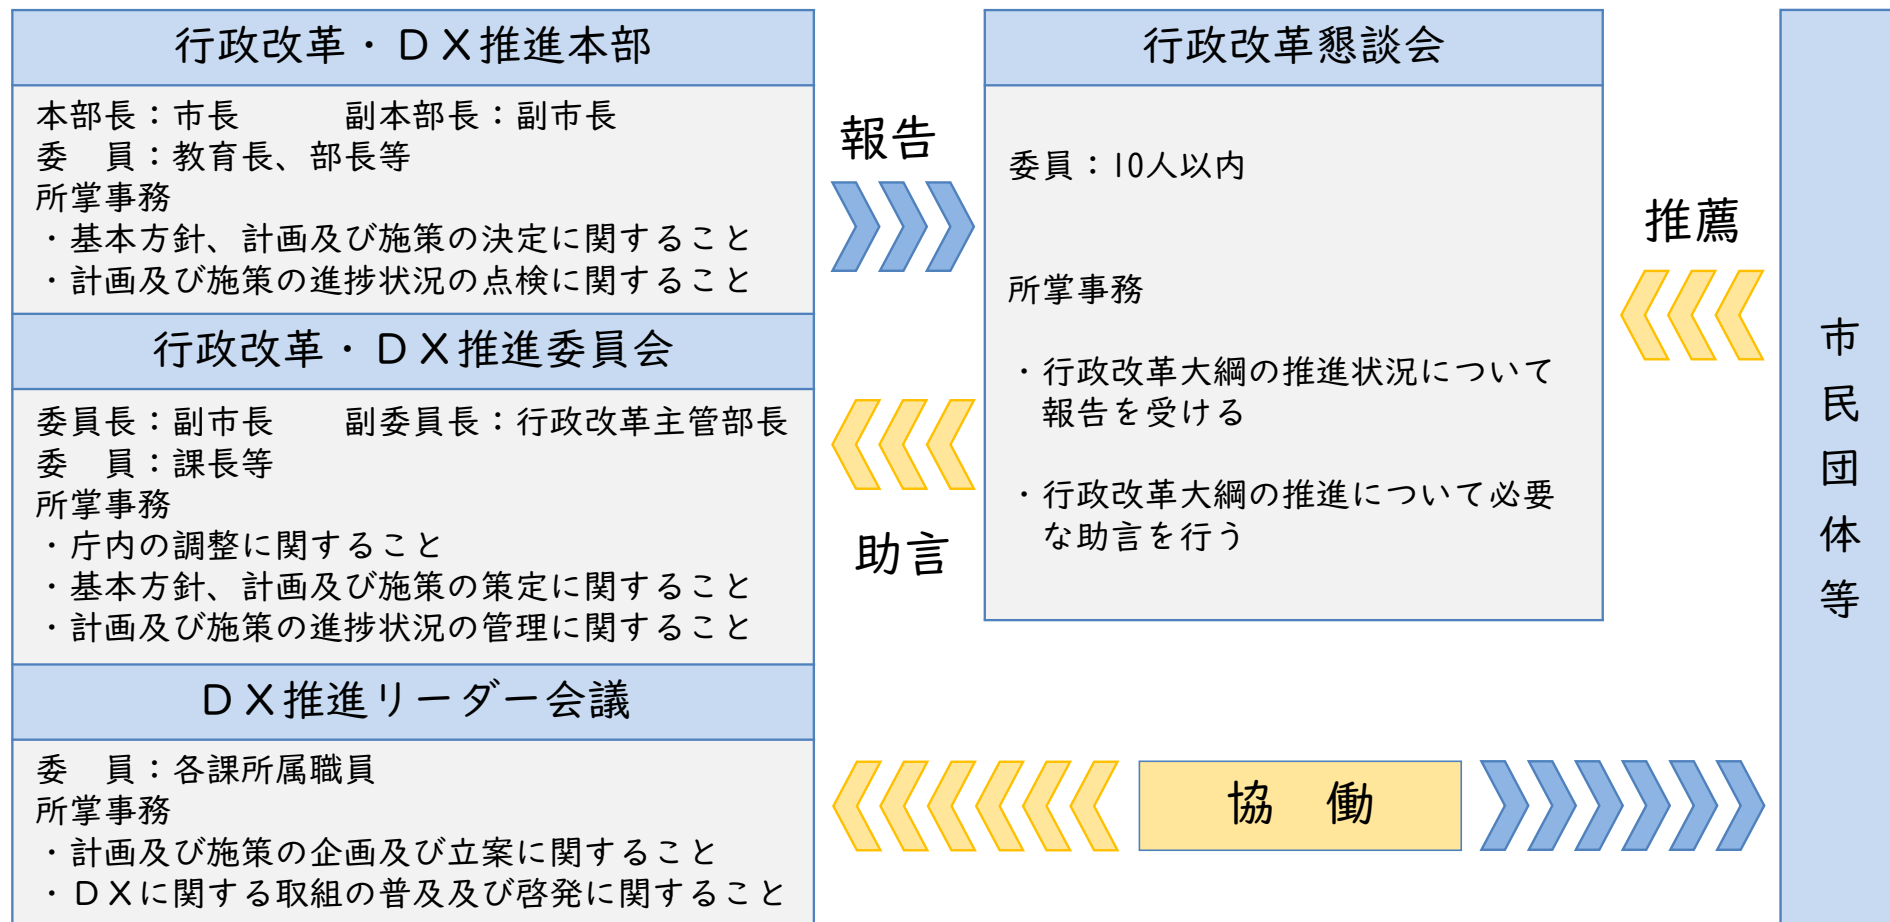 行政改革・ＤＸ推進本部
本部長：市長　　　副本部長：副市長
委　員：教育長、部長等
所掌事務
・基本方針、計画及び施策の決定に関すること
・計画及び施策の進捗状況の点検に関すること
行政改革・ＤＸ推進委員会
委員長：副市長　　副委員長：行政改革主管部長
委　員：課長等
所掌事務
・庁内の調整に関すること
・基本方針、計画及び施策の策定に関すること
・計画及び施策の進捗状況の管理に関すること
ＤＸ推進リーダー会議
委　員：各課所属職員
所掌事務
・計画及び施策の企画及び立案に関すること
・ＤＸに関する取組の普及及び啓発に関すること
報告
助言
行政改革懇談会
委員：10人以内
所掌事務
・行政改革大綱の推進状況について
報告を受ける
・行政改革大綱の推進について必要
な助言を行う
推薦
協　働
市民団体等